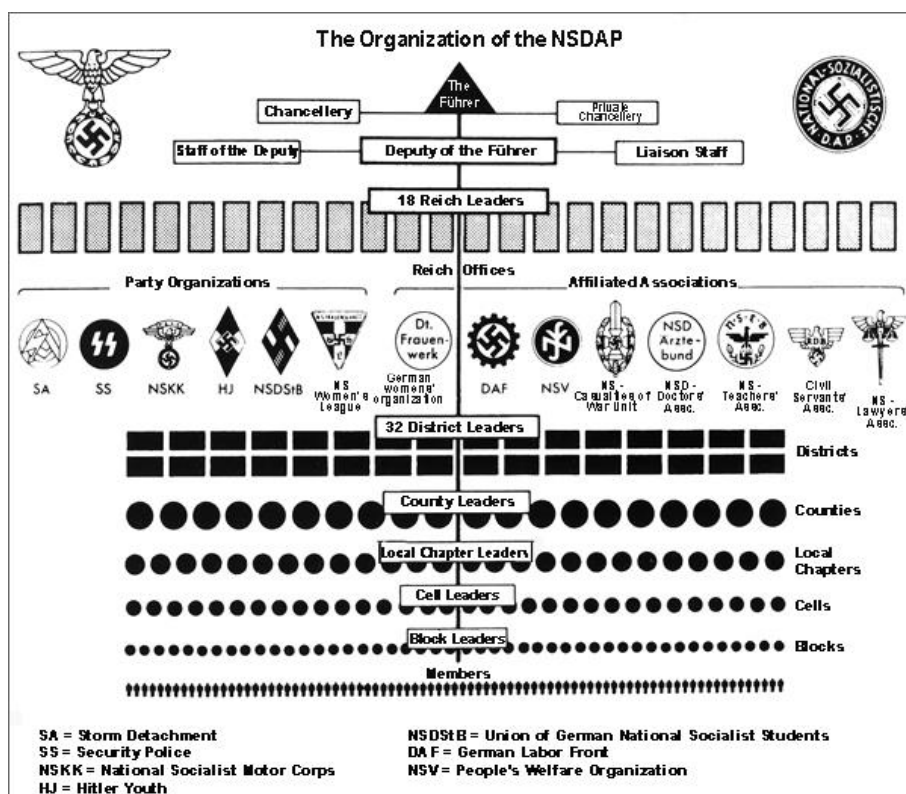 The Organization of the NSDAP
The
Führer
Chancellery
Private
Chancellery
NATIONAL-SOZIALISTISCHE
D.A.P.
Staff of the Deputy
Deputy of the Führer
Liaison Staff
18 Reich Leaders
Reich Offices
Party Organizations
Affiliated Associations
Dt.
Frauen-
werk
NSD
Ärzte-
bund
N·S·L·B
RDB
SA
SS
NSKK
HJ
NSDStB
NS
Women's
League
German
womens'
organization
DAF
NSV
NS -
Casualties of
War Unit
NSD -
Doctors'
Assc.
NS -
Teachers'
Assc.
Civil
Servants'
Assc.
NS -
Lawyers'
Assc.
32 District Leaders
Districts
County Leaders
Counties
Local Chapter Leaders
Local
Chapters
Cell Leaders
Cells
Block Leaders
Blocks
Members
SA = Storm Detachment
SS = Security Police
NSKK = National Socialist Motor Corps
HJ = Hitler Youth
NSDStB = Union of German National Socialist Students
DAF = German Labor Front
NSV = People's Welfare Organization